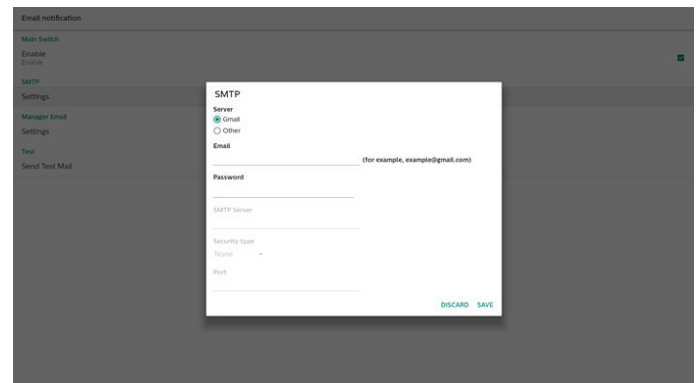 Email notification
Main Switch
Enable
Enable
SMTP
Settings
Manager Email
Settings
Test
Send Test Mail
SMTP
Server
Gmail
Other
Email
(for example, example@gmail.com)
Password
SMTP Server
Security type
None
Port
DISCARD SAVE